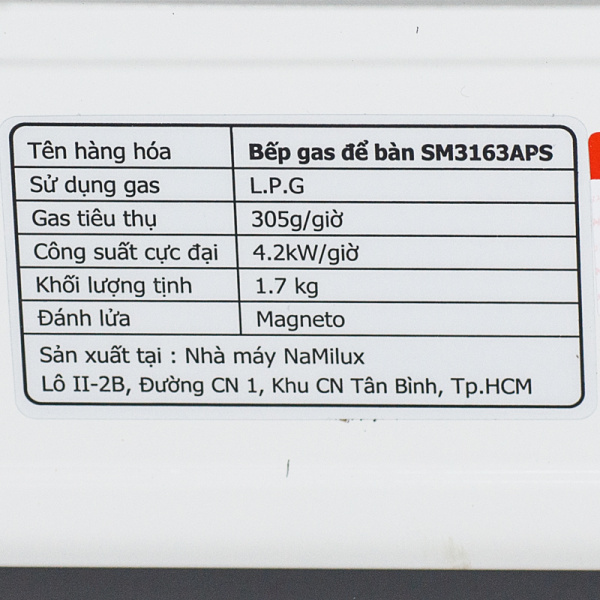 Tên hàng hóa Bếp gas để bàn SM3163APS
Sử dụng gas L.P.G
Gas tiêu thụ 305g/giờ
Công suất cực đại 4.2kW/giờ
Khối lượng tịnh 1.7 kg
Đánh lửa Magneto
Sản xuất tại : Nhà máy NaMilux
Lô II-2B, Đường CN 1, Khu CN Tân Bình, Tp.HCM